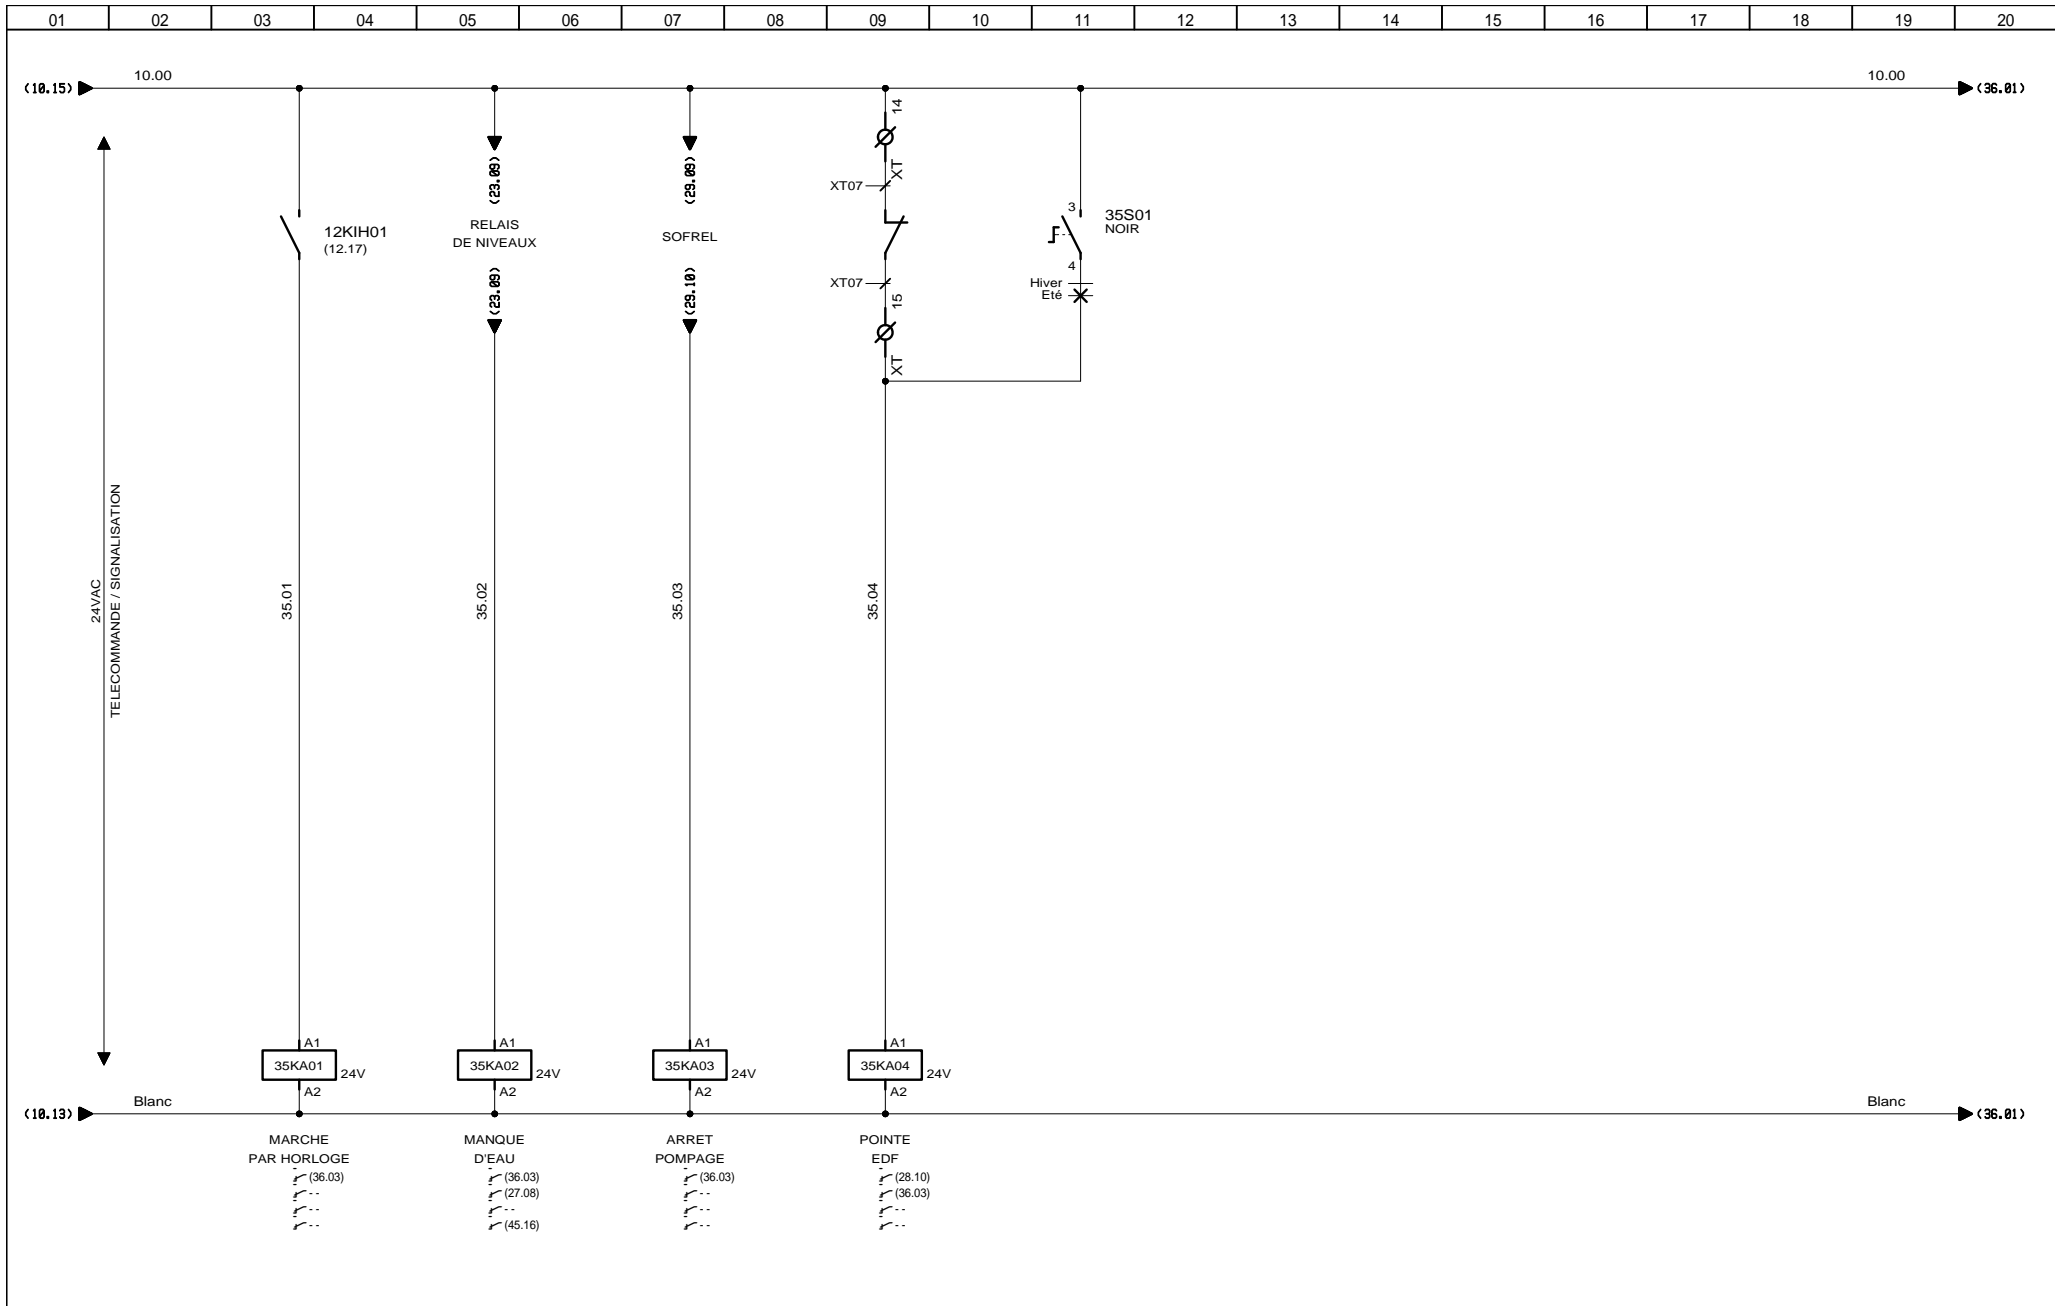 01 02 03 04 05 06 07 08 09 10 11 12 13 14 15 16 17 18 19 20
10.00 10.00
(10.15) (36.01)
14
XT
XT07
(23.09)
(29.09)
12KIH01
(12.17)
RELAIS
DE NIVEAUX
SOFREL
3
35S01
NOIR
4
(23.09)
(29.10)
XT07
15
XT
Hiver
Eté
24VAC
TELECOMMANDE / SIGNALISATION
35.01
35.02
35.03
35.04
A1 A1 A1 A1
35KA01 24V 35KA02 24V 35KA03 24V 35KA04 24V
A2 A2 A2 A2
Blanc Blanc
(10.13) (36.01)
MARCHE
PAR HORLOGE
(36.03)
- -
- -
- -
MANQUE
D'EAU
(36.03)
(27.08)
- -
(45.16)
ARRET
POMPAGE
(36.03)
- -
- -
- -
POINTE
EDF
(28.10)
(36.03)
- -
- -